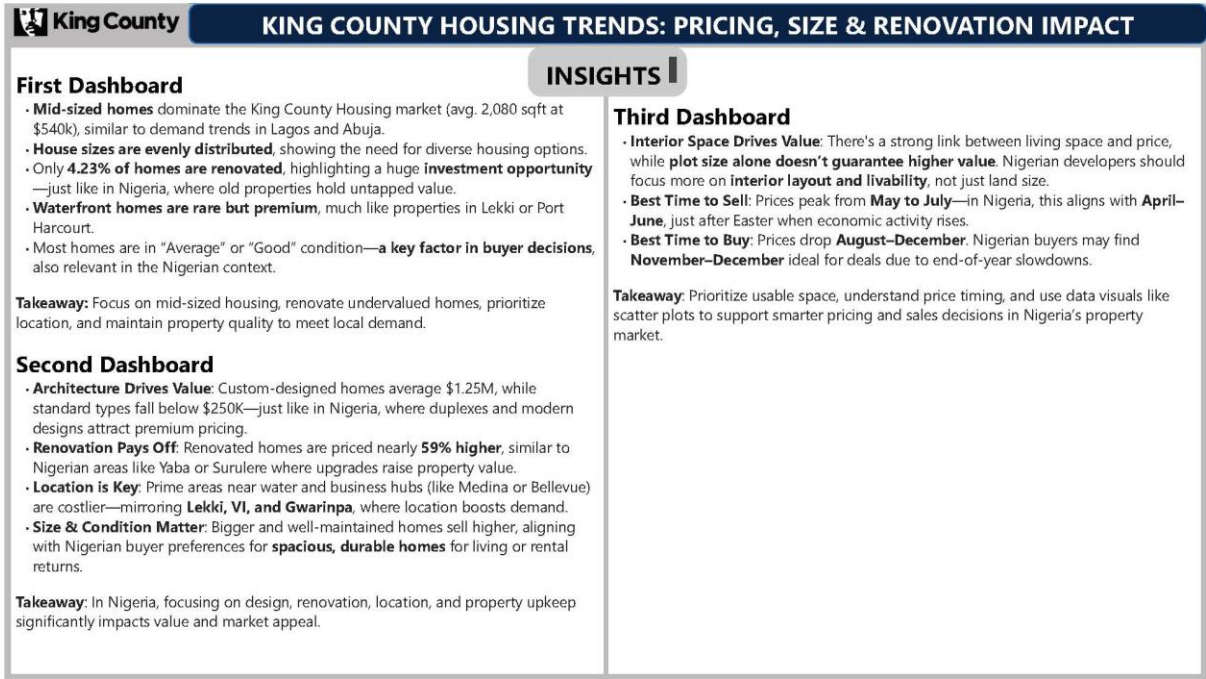 King County
KING COUNTY HOUSING TRENDS: PRICING, SIZE & RENOVATION IMPACT
INSIGHTS
First Dashboard
• Mid-sized homes dominate the King County Housing market (avg. 2,080 sqft at
$540k), similar to demand trends in Lagos and Abuja.
• House sizes are evenly distributed, showing the need for diverse housing options.
• Only 4.23% of homes are renovated, highlighting a huge investment opportunity
—just like in Nigeria, where old properties hold untapped value.
• Waterfront homes are rare but premium, much like properties in Lekki or Port
Harcourt.
• Most homes are in “Average” or “Good” condition—a key factor in buyer decisions,
also relevant in the Nigerian context.
Takeaway: Focus on mid-sized housing, renovate undervalued homes, prioritize
location, and maintain property quality to meet local demand.
Second Dashboard
• Architecture Drives Value: Custom-designed homes average $1.25M, while
standard types fall below $250K—just like in Nigeria, where duplexes and modern
designs attract premium pricing.
• Renovation Pays Off: Renovated homes are priced nearly 59% higher, similar to
Nigerian areas like Yaba or Surulere where upgrades raise property value.
• Location is Key: Prime areas near water and business hubs (like Medina or Bellevue)
are costlier—mirroring Lekki, VI, and Gwarinpa, where location boosts demand.
• Size & Condition Matter: Bigger and well-maintained homes sell higher, aligning
with Nigerian buyer preferences for spacious, durable homes for living or rental
returns.
Takeaway: In Nigeria, focusing on design, renovation, location, and property upkeep
significantly impacts value and market appeal.
Third Dashboard
• Interior Space Drives Value: There's a strong link between living space and price,
while plot size alone doesn’t guarantee higher value. Nigerian developers should
focus more on interior layout and livability, not just land size.
• Best Time to Sell: Prices peak from May to July—in Nigeria, this aligns with April–
June, just after Easter when economic activity rises.
• Best Time to Buy: Prices drop August–December. Nigerian buyers may find
November–December ideal for deals due to end-of-year slowdowns.
Takeaway: Prioritize usable space, understand price timing, and use data visuals like
scatter plots to support smarter pricing and sales decisions in Nigeria’s property
market.